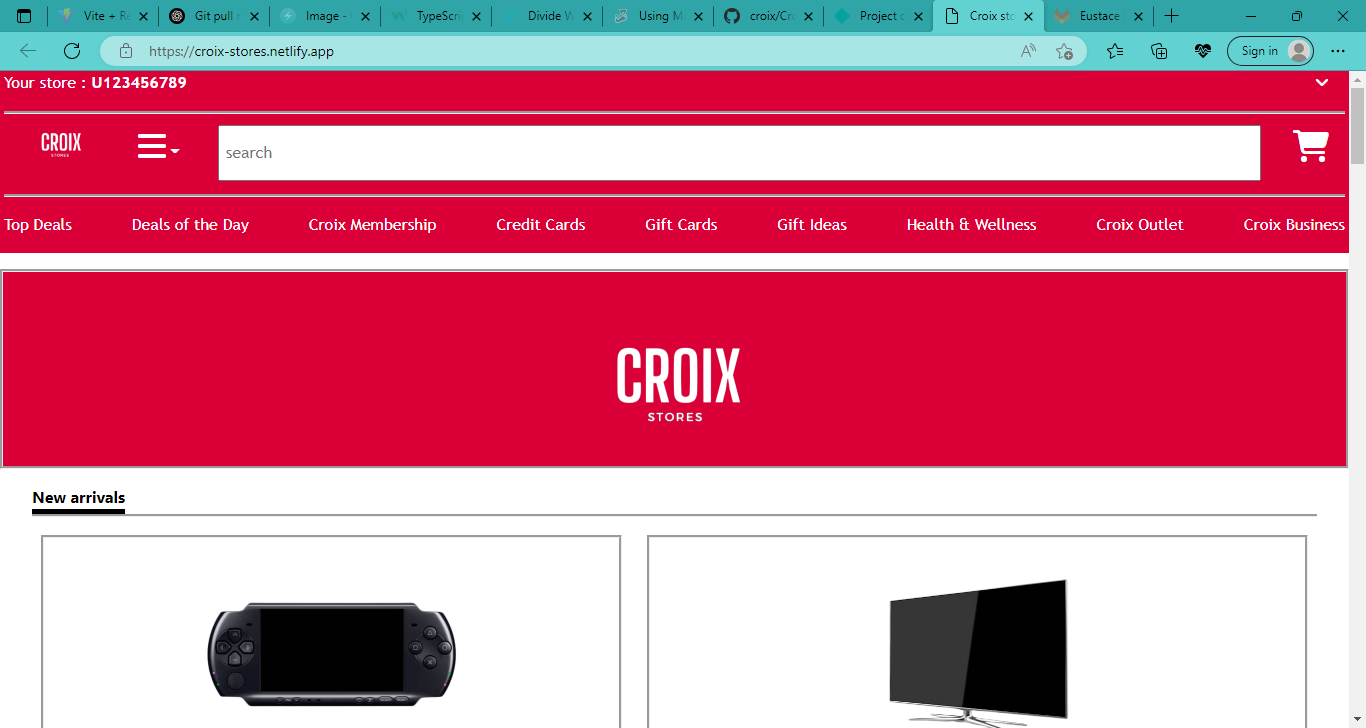 Vite + Re
Git pull r
Image -
TypeScri
Divide W
Using M
croix/Cro
Project
Croix sto
Eustace
https://croix-stores.netlify.app
Sign in
Your store : U123456789
CROIX
STORES
search
Top Deals
Deals of the Day
Croix Membership
Credit Cards
Gift Cards
Gift Ideas
Health & Wellness
Croix Outlet
Croix Business
CROIX
STORES
New arrivals